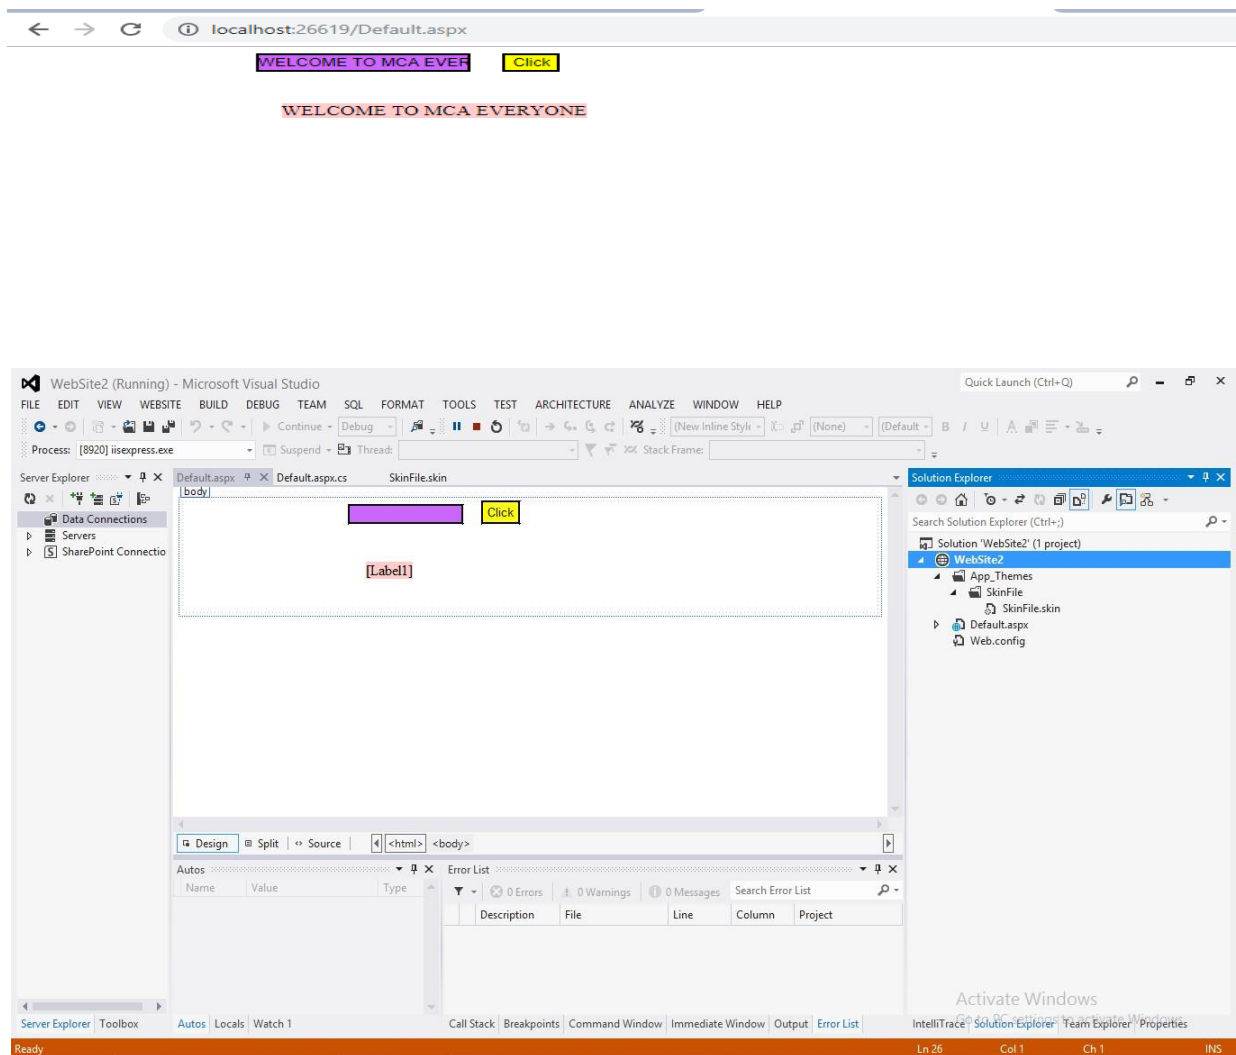 localhost:26619/Default.aspx
WELCOME TO MCA EVER Click
WELCOME TO MCA EVERYONE
WebSite2 (Running) - Microsoft Visual Studio Quick Launch (Ctrl+Q)
FILE EDIT VIEW WEBSITE BUILD DEBUG TEAM SQL FORMAT TOOLS TEST ARCHITECTURE ANALYZE WINDOW HELP
Continue Debug (New Inline Style (None) (Default B I U A
Process: [8920] iisexpress.exe Suspend Thread: Stack Frame:
Server Explorer Default.aspx Default.aspx.cs SkinFile.skin Solution Explorer
body
Data Connections
Servers
SharePoint Connectio
Click
[Label1]
Search Solution Explorer (Ctrl+;)
Solution 'WebSite2' (1 project)
WebSite2
App_Themes
SkinFile
SkinFile.skin
Default.aspx
Web.config
Design Split Source <html> <body>
Autos Error List
Name Value Type 0 Errors 0 Warnings 0 Messages Search Error List
Description File Line Column Project
Activate Windows
Go to PC settings to activate Windows.
Server Explorer Toolbox Autos Locals Watch 1 Call Stack Breakpoints Command Window Immediate Window Output Error List IntelliTrace Solution Explorer Team Explorer Properties
Ready Ln 26 Col 1 Ch 1 INS